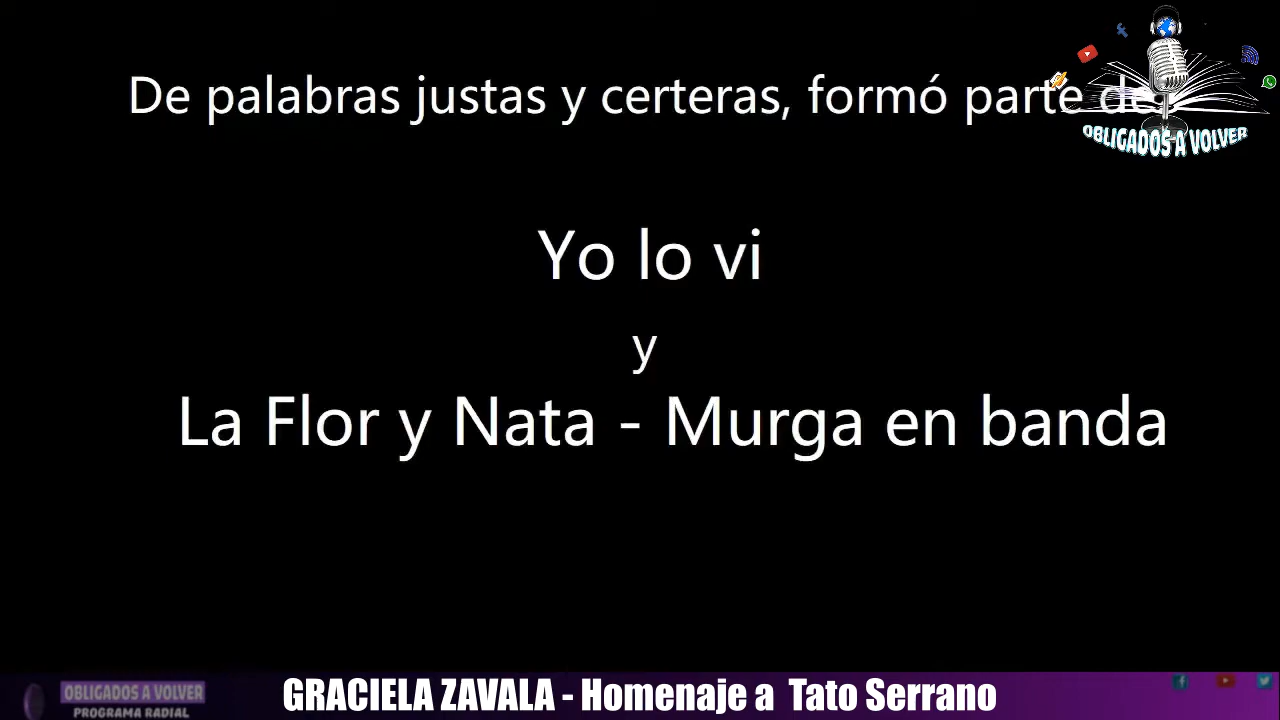 De palabras justas y certeras, formó parte de
OBLIGADOS A VOLVER
Yo lo vi
y
La Flor y Nata - Murga en banda
OBLIGADOS A VOLVER
PROGRAMA RADIAL
GRACIELA ZAVALA - Homenaje a Tato Serrano